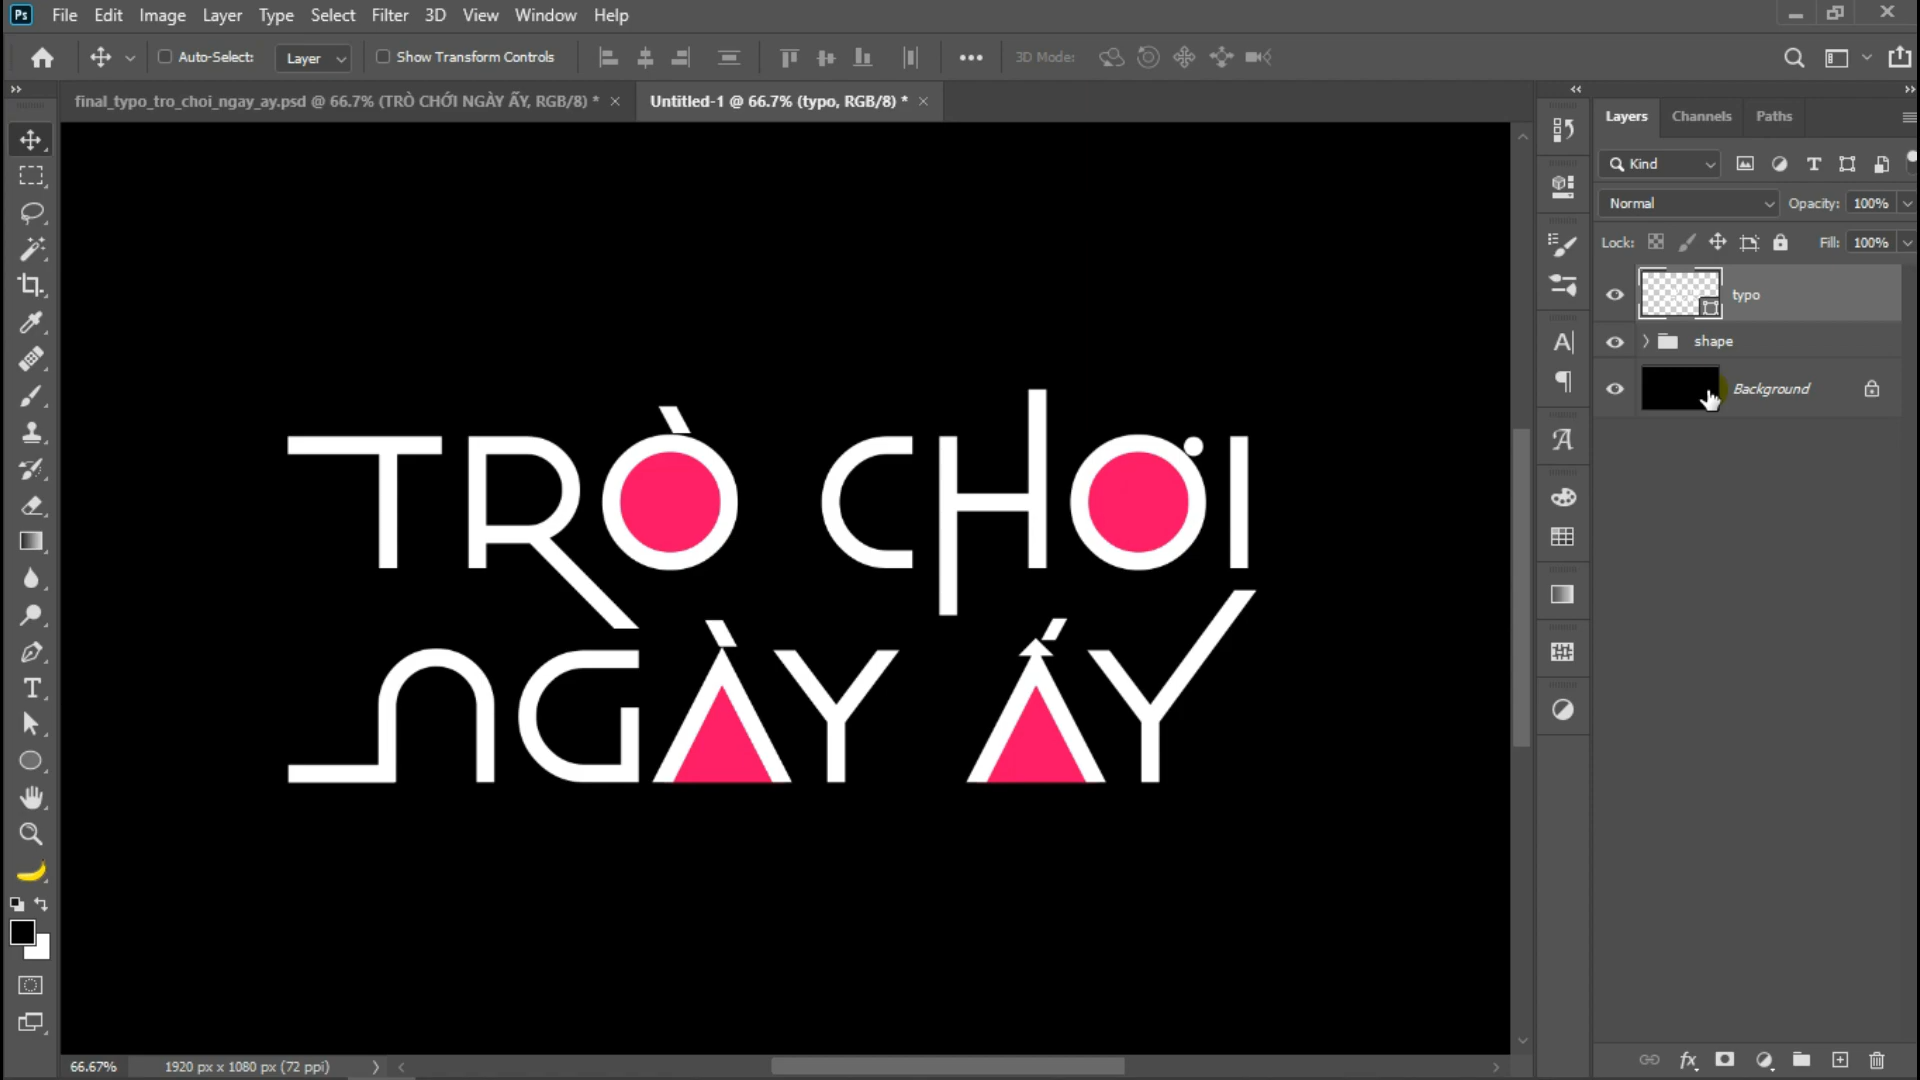 Ps File Edit Image Layer Type Select Filter 3D View Window Help
Auto-Select: Layer Show Transform Controls 3D Mode:
final_typo_tro_choi_ngay_ay.psd @ 66.7% (TRÒ CHƠI NGÀY ẤY, RGB/8) *
Untitled-1 @ 66.7% (typo, RGB/8) *
Layers Channels Paths
Kind
Normal Opacity: 100%
Lock: Fill: 100%
typo
shape
Background
TRÒ CHƠI
NGÀY ẤY
66.67% 1920 px x 1080 px (72 ppi)